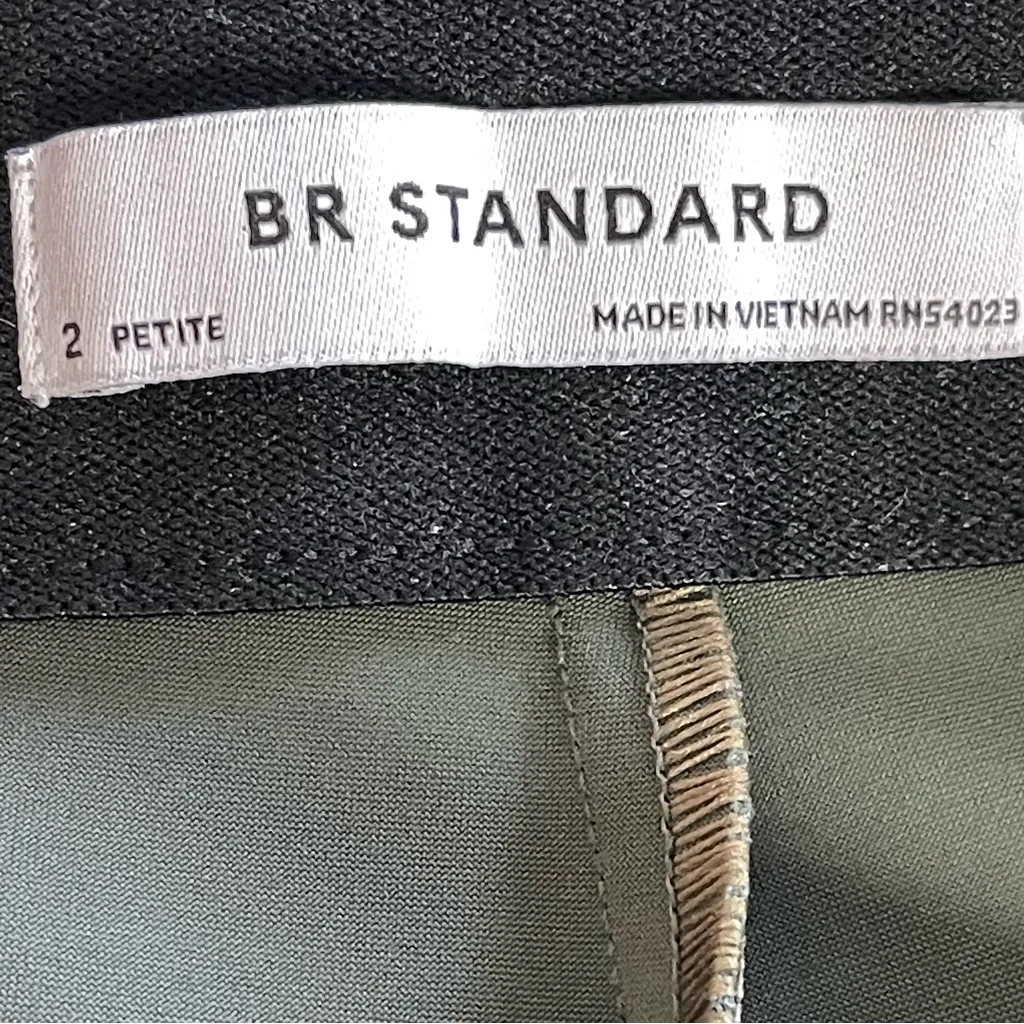 BR STANDARD
2 PETITE
MADE IN VIETNAM RN54023